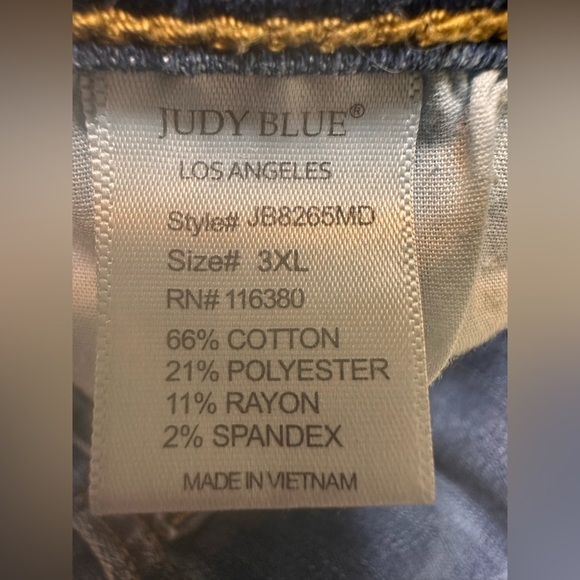 JUDY BLUE®
LOS ANGELES
Style# JB8265MD
Size# 3XL
RN# 116380
66% COTTON
21% POLYESTER
11% RAYON
2% SPANDEX
MADE IN VIETNAM